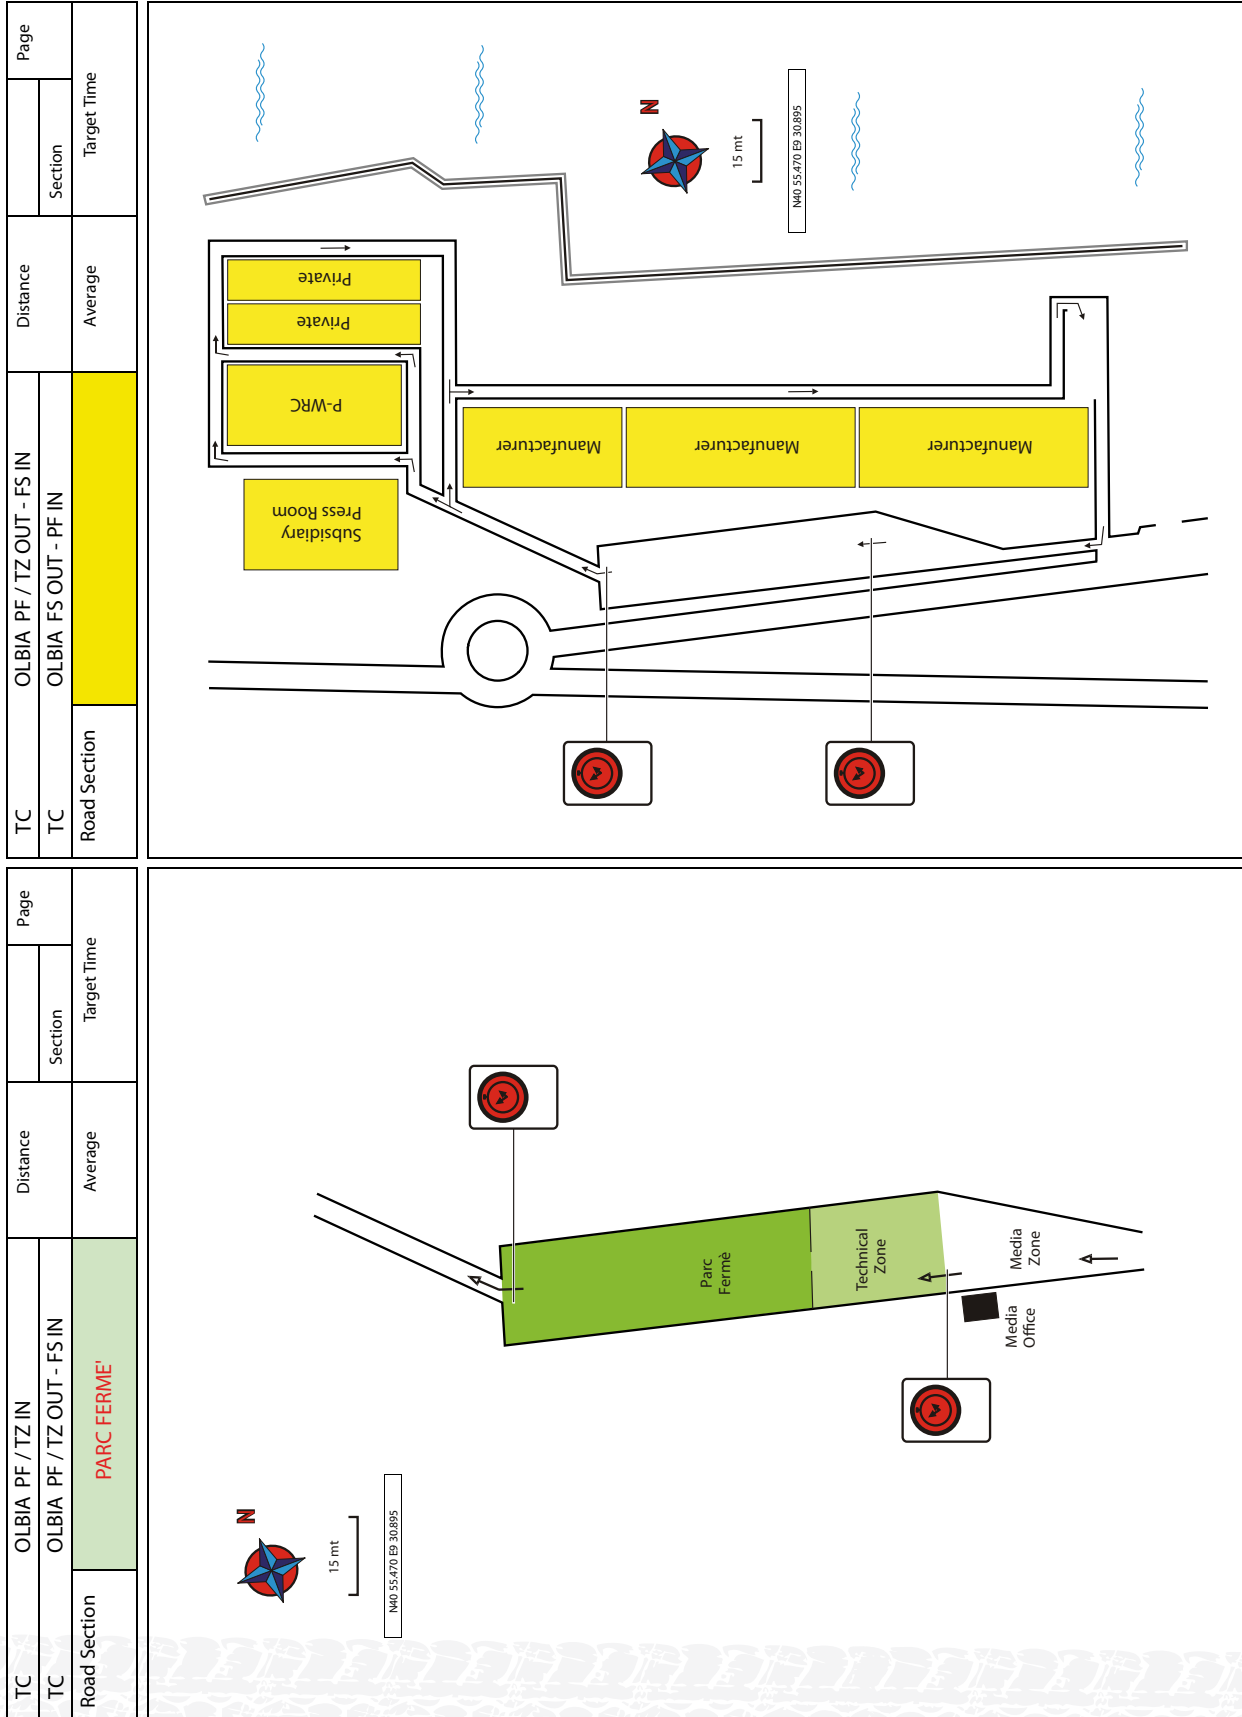 TC OLBIA PF / TZ IN Distance Page
TC OLBIA PF / TZ OUT - FS IN Section
Road Section PARC FERME' Average Target Time
N
15 mt
N40 55.470 E9 30.895
Parc
Fermè
Technical
Zone
Media
Zone
Media
Office
TC OLBIA PF / TZ OUT - FS IN Distance Page
TC OLBIA FS OUT - PF IN Section
Road Section Average Target Time
Subsidiary
Press Room
P-WRC
Private
Private
Manufacturer
Manufacturer
Manufacturer
N
15 mt
N40 55.470 E9 30.895